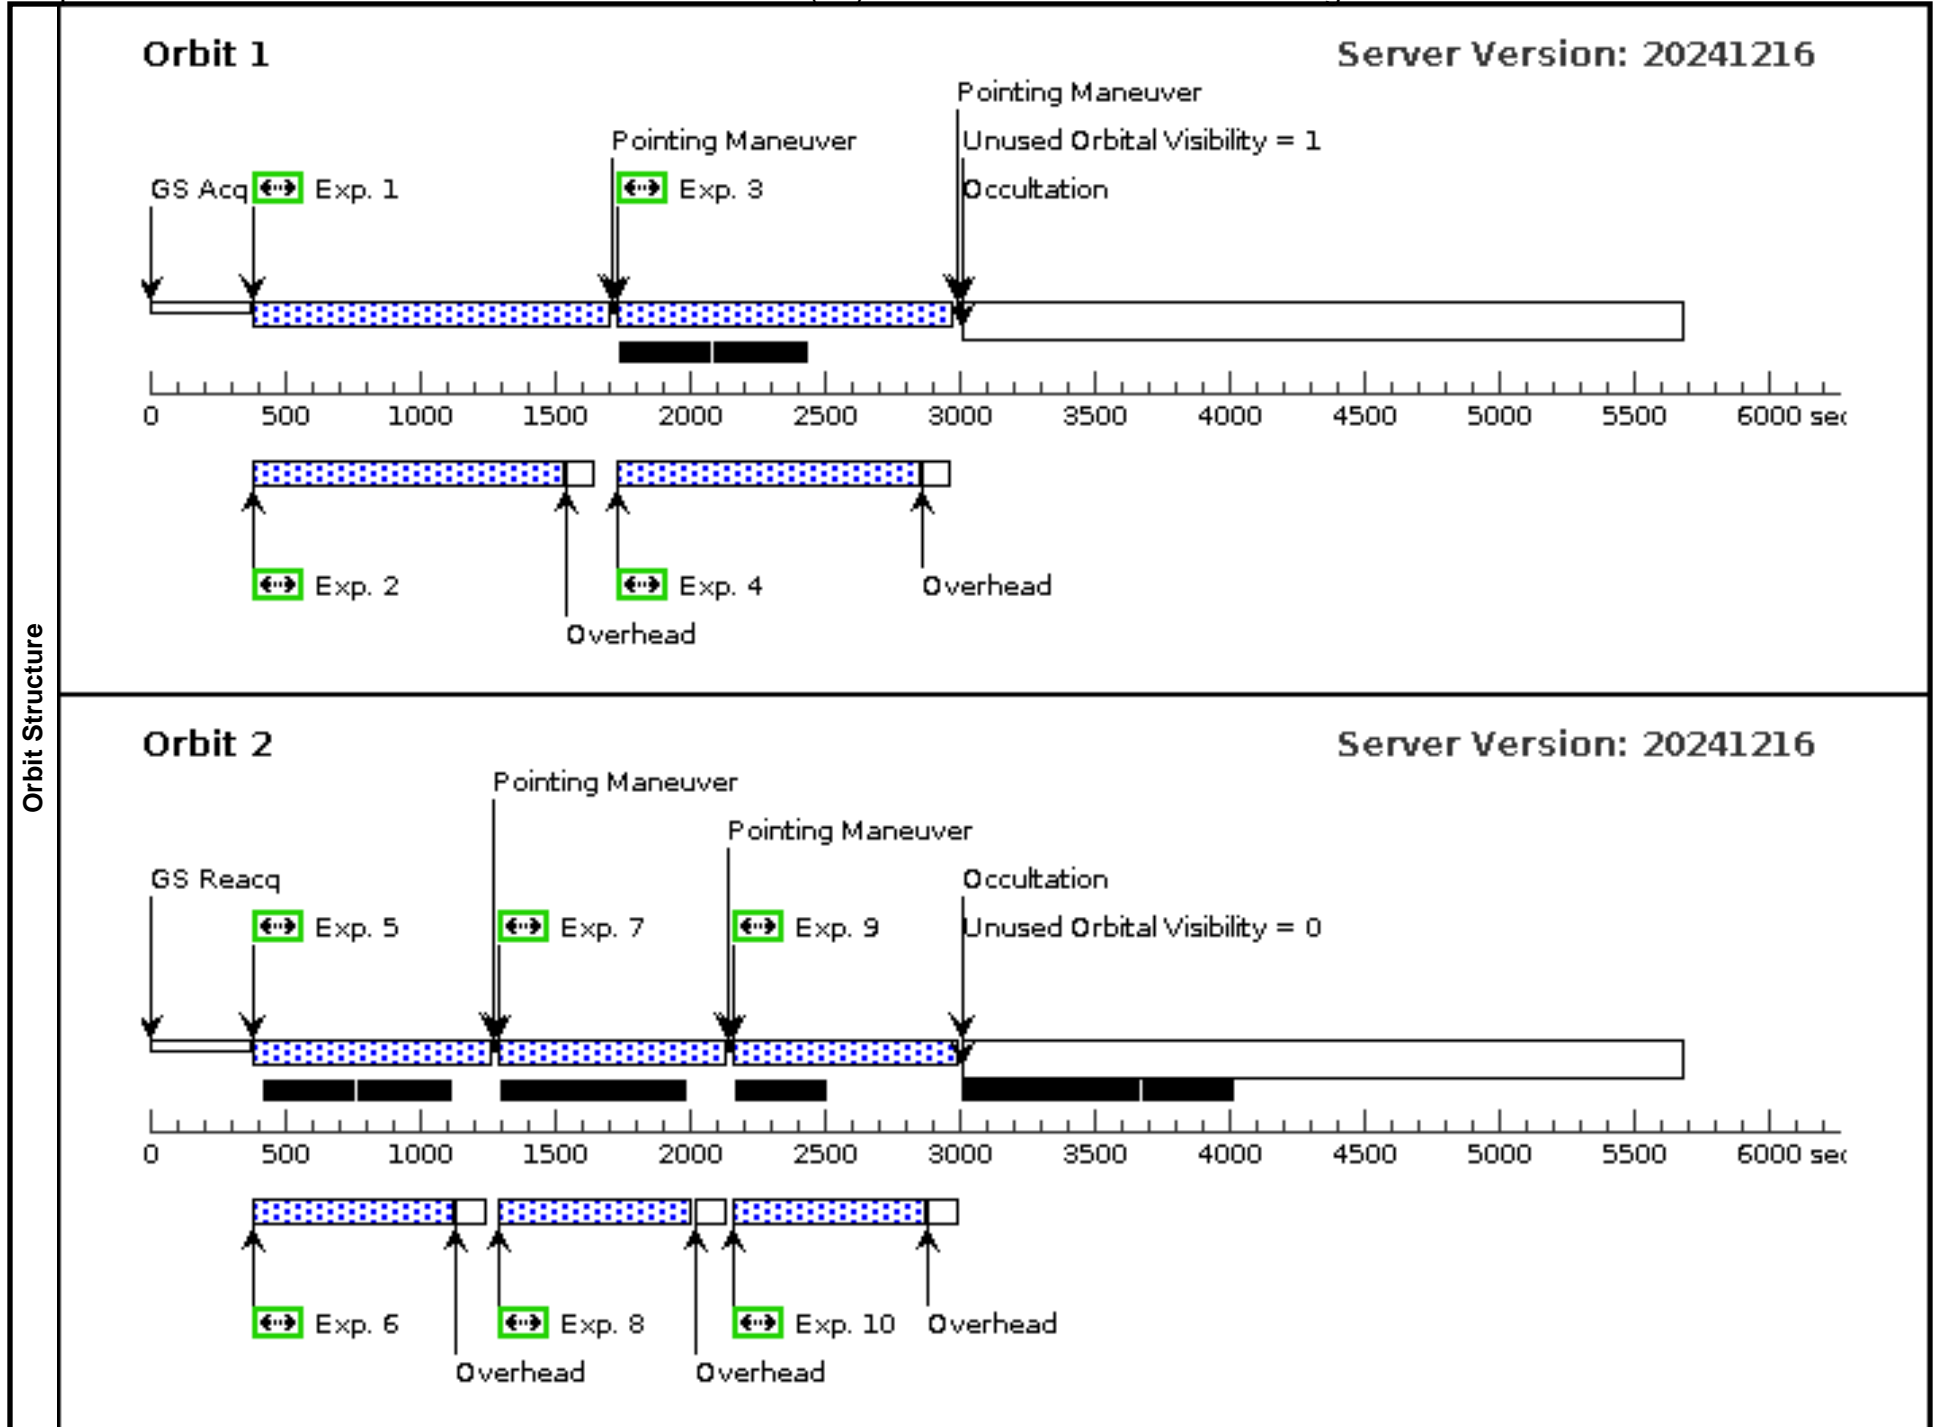 Orbit Structure
Orbit 1
Server Version: 20241216
Pointing Maneuver
Pointing Maneuver
Unused Orbital Visibility = 1
GS Acq
Exp. 1
Exp. 3
Occultation
0 500 1000 1500 2000 2500 3000 3500 4000 4500 5000 5500 6000 sec
Exp. 2
Exp. 4
Overhead
Overhead
Orbit 2
Server Version: 20241216
Pointing Maneuver
Pointing Maneuver
GS Reacq
Occultation
Exp. 5
Exp. 7
Exp. 9
Unused Orbital Visibility = 0
0 500 1000 1500 2000 2500 3000 3500 4000 4500 5000 5500 6000 sec
Exp. 6
Exp. 8
Exp. 10
Overhead
Overhead
Overhead